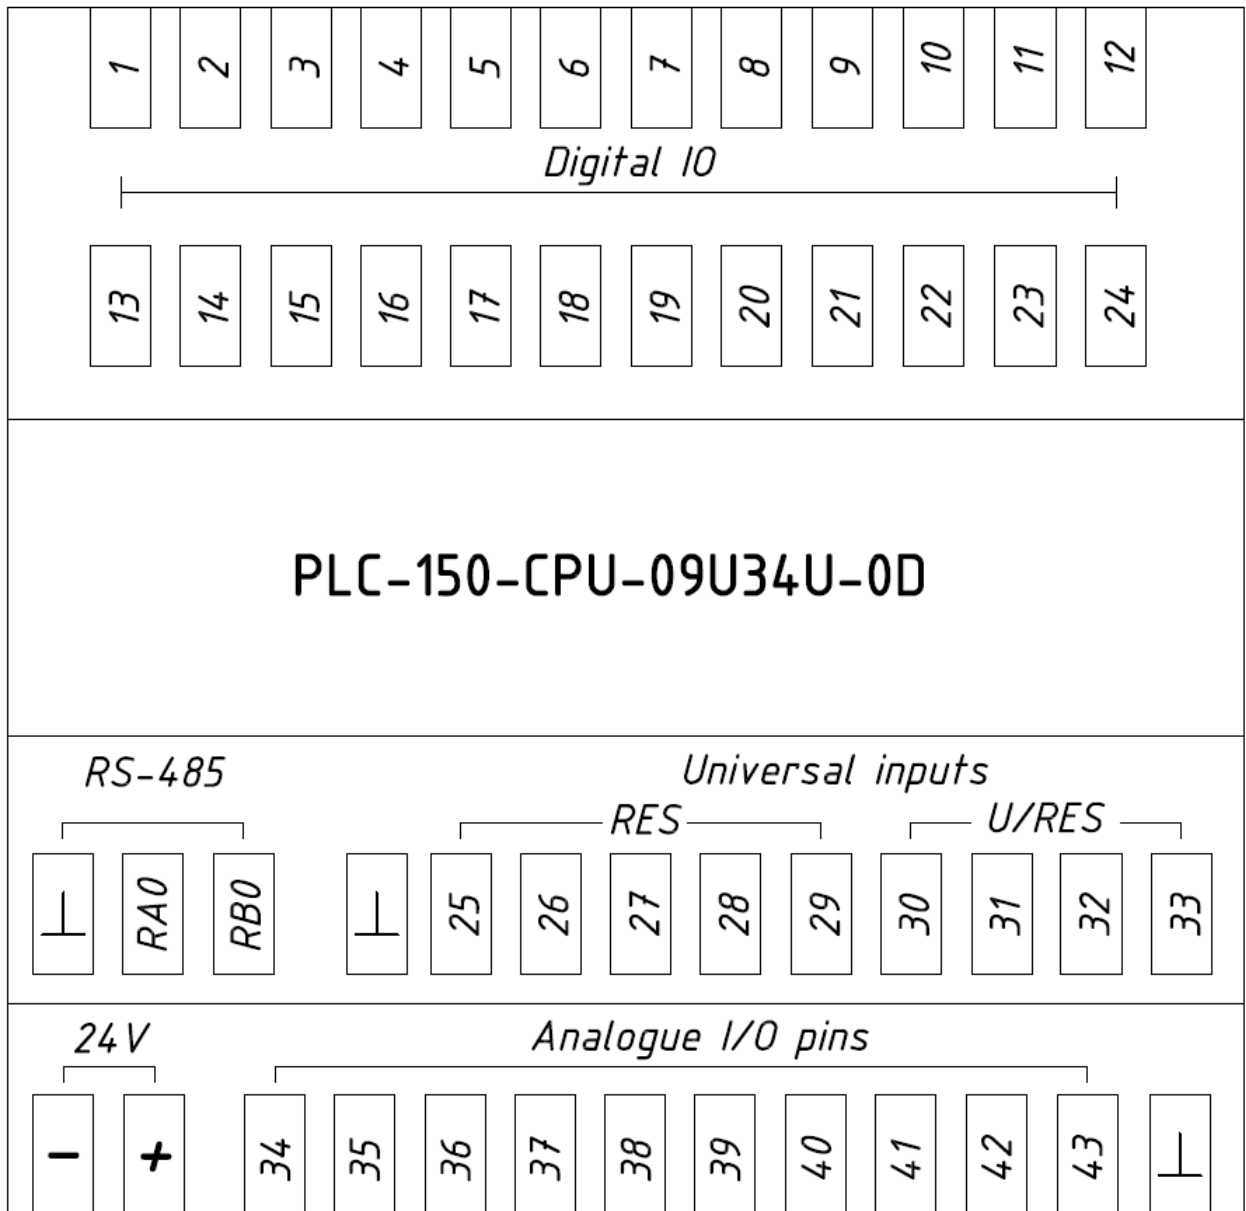 1 2 3 4 5 6 7 8 9 10 11 12
Digital IO
13 14 15 16 17 18 19 20 21 22 23 24
PLC-150-CPU-09U34U-0D
RS-485 Universal inputs
RES U/RES
⊥ RA0 RB0 ⊥ 25 26 27 28 29 30 31 32 33
24V Analogue I/O pins
- + 34 35 36 37 38 39 40 41 42 43 ⊥